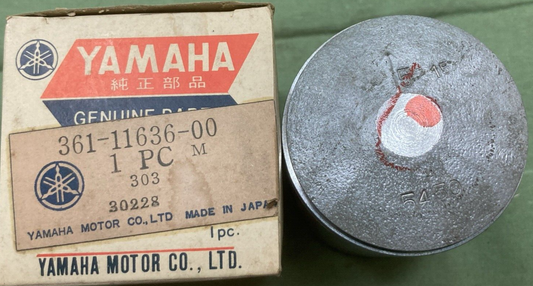 YAMAHA
純正部品
GENUINE PARTS
361-11636-00
1 PC M
303
30228
YAMAHA MOTOR CO.,LTD MADE IN JAPAN
1pc.
YAMAHA MOTOR CO., LTD.